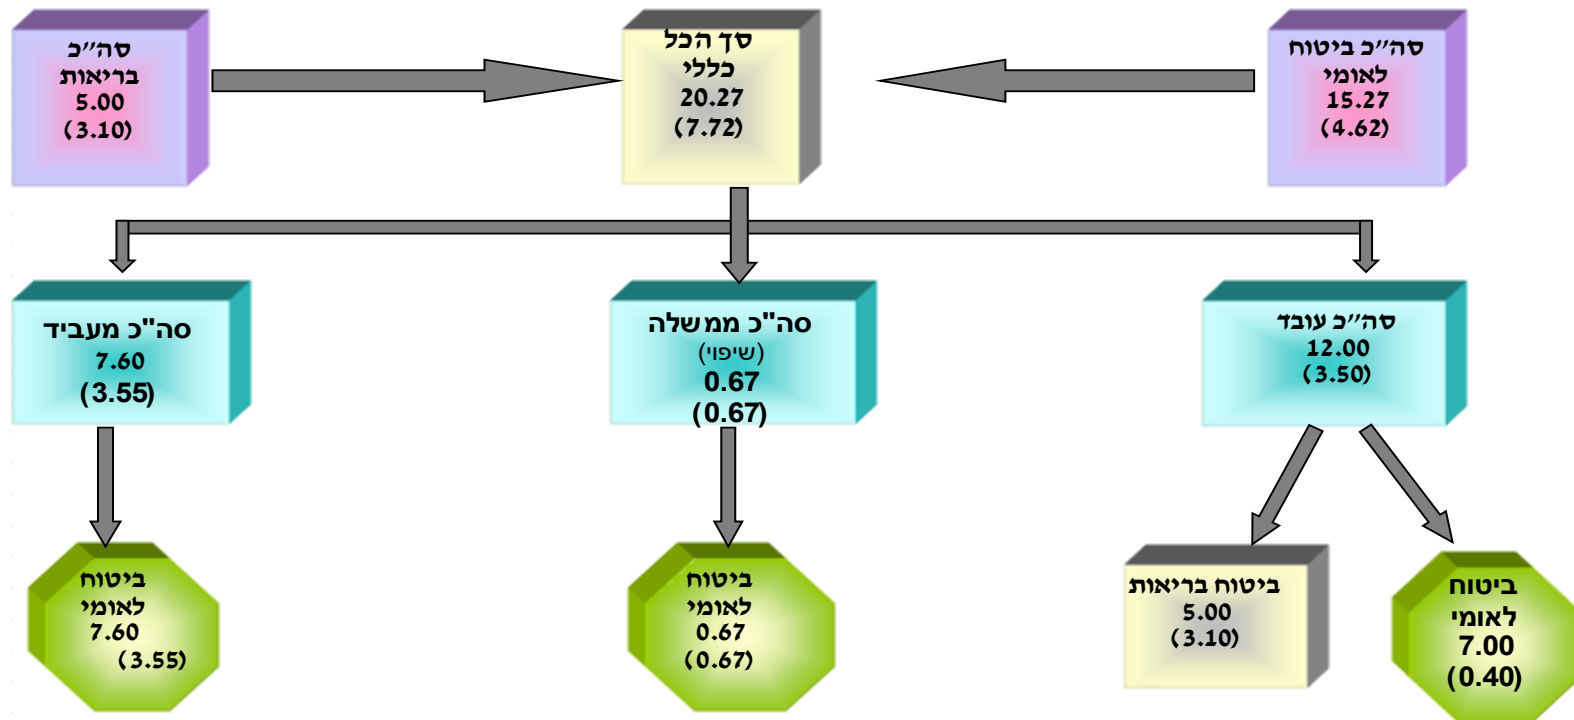 סה״כ ביטוח
לאומי
15.27
(4.62)
סך הכל
כללי
20.27
(7.72)
סה״כ
בריאות
5.00
(3.10)
סה״כ עובד
12.00
(3.50)
סה"כ ממשלה
(שיפוי)
0.67
(0.67)
סה"כ מעביד
7.60
(3.55)
ביטוח
לאומי
7.00
(0.40)
ביטוח בריאות
5.00
(3.10)
ביטוח
לאומי
0.67
(0.67)
ביטוח
לאומי
7.60
(3.55)